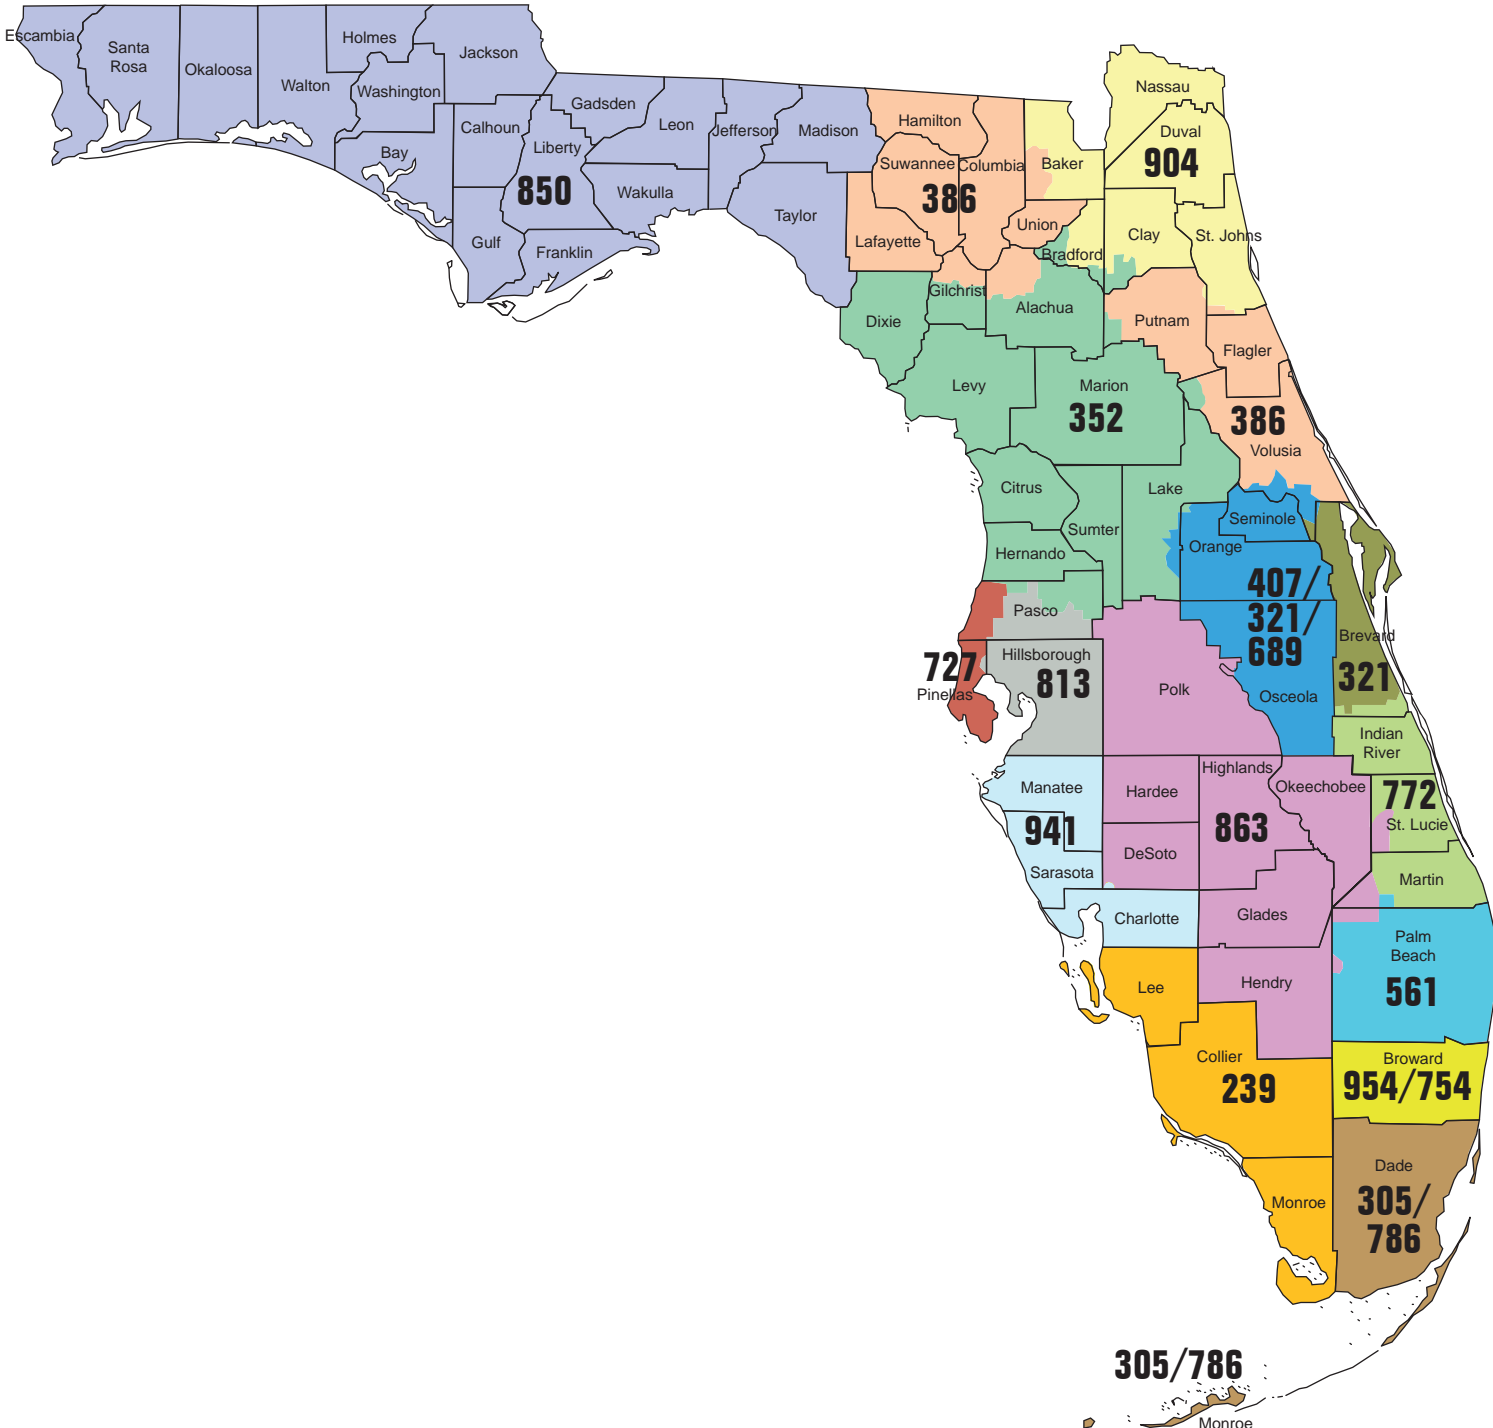 Escambia
Santa
Rosa
Okaloosa
Walton
Holmes
Washington
Jackson
Bay
Calhoun
Gulf
Liberty
850
Franklin
Gadsden
Leon
Wakulla
Jefferson
Madison
Taylor
Hamilton
Suwannee
Columbia
386
Lafayette
Union
Baker
Nassau
Duval
904
Clay
St. Johns
Bradford
Gilchrist
Alachua
Dixie
Putnam
Flagler
Levy
Marion
352
386
Volusia
Citrus
Lake
Sumter
Hernando
Seminole
Orange
407/
321/
689
Osceola
Brevard
321
Pasco
Hillsborough
813
727
Pinellas
Polk
Indian
River
Manatee
941
Sarasota
Hardee
DeSoto
Highlands
863
Okeechobee
772
St. Lucie
Martin
Charlotte
Glades
Palm
Beach
561
Lee
Hendry
Collier
239
Broward
954/754
Monroe
Dade
305/
786
305/786
Monroe